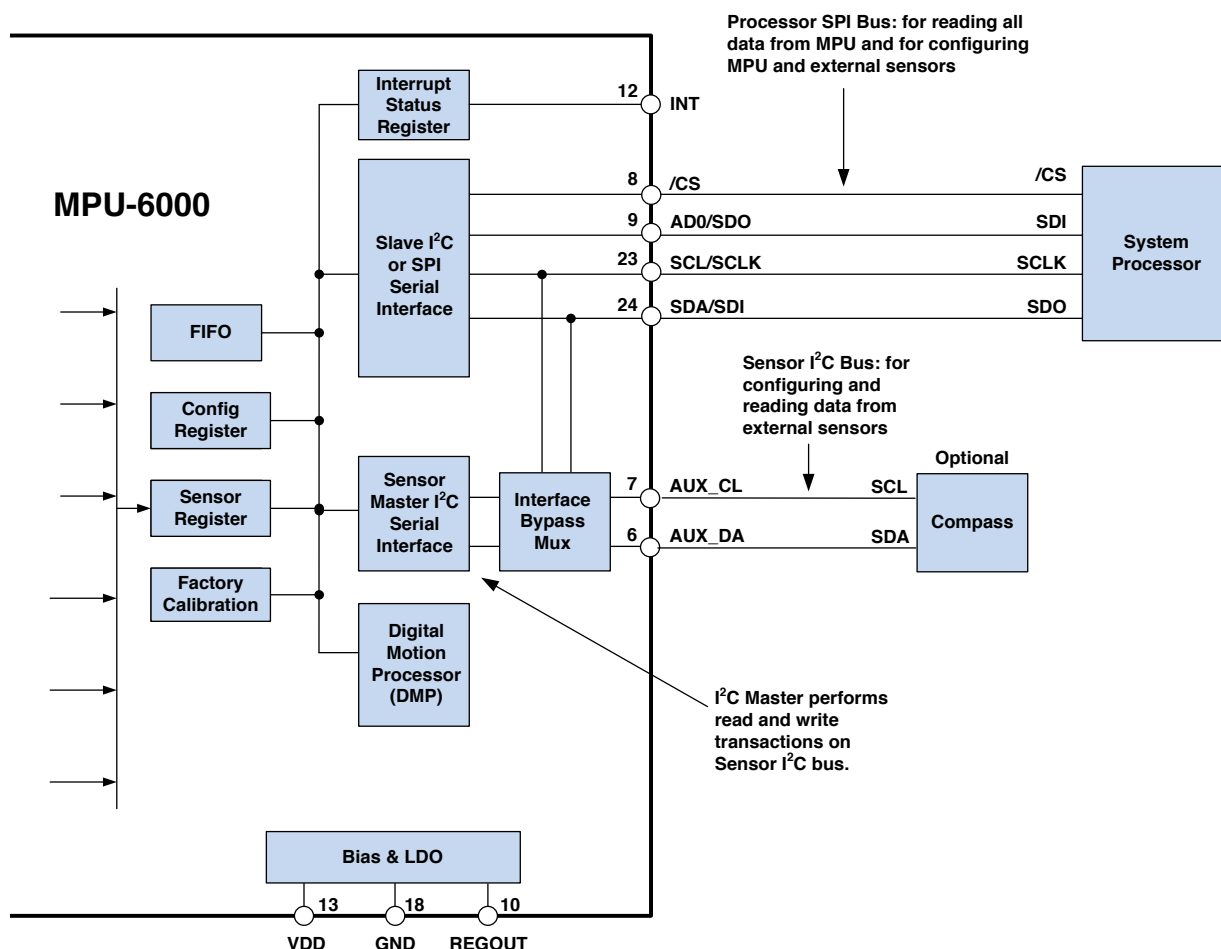 Processor SPI Bus: for reading all
data from MPU and for configuring
MPU and external sensors
MPU-6000
Interrupt
Status
Register
12
INT
Slave I²C
or SPI
Serial
Interface
8
/CS
/CS
9
AD0/SDO
SDI
23
SCL/SCLK
SCLK
24
SDA/SDI
SDO
System
Processor
FIFO
Config
Register
Sensor
Register
Factory
Calibration
Sensor I²C Bus: for
configuring and
reading data from
external sensors
Sensor
Master I²C
Serial
Interface
Interface
Bypass
Mux
7
AUX_CL
SCL
6
AUX_DA
SDA
Optional
Compass
Digital
Motion
Processor
(DMP)
I²C Master performs
read and write
transactions on
Sensor I²C bus.
Bias & LDO
13
18
10
VDD
GND
REGOUT